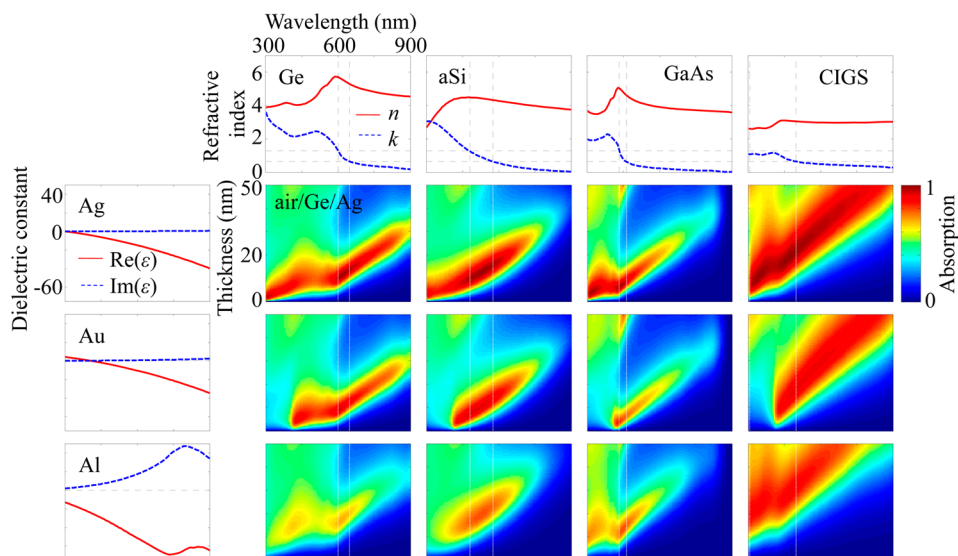 Wavelength (nm)
300 600 900
Refractive
index
6
4
2
0
Ge
n
k
aSi
GaAs
CIGS
Dielectric constant
40
0
-60
Ag
Re(ε)
Im(ε)
Au
Al
Thickness (nm)
50
20
0
air/Ge/Ag
1
0
Absorption